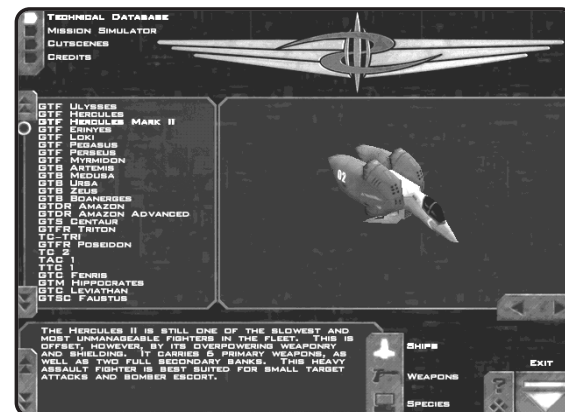 Technical Database
Mission Simulator
Cutscenes
Credits
GTF Ulysses
GTF Hercules
GTF Hercules Mark II
GTF Erinyes
GTF Loki
GTF Pegasus
GTF Perseus
GTF Myrmidon
GTB Artemis
GTB Medusa
GTB Ursa
GTB Zeus
GTB Boanerges
GTDR Amazon
GTDR Amazon Advanced
GTS Centaur
GTFR Triton
TC-TRI
GTFR Poseidon
TC 2
TAC 1
TTC 1
GTC Fenris
GTM Hippocrates
GTC Leviathan
GTSC Faustus
02
The Hercules II is still one of the slowest and
most unmanageable fighters in the fleet. This is
offset, however, by its overpowering weaponry
and shielding. It carries 6 primary weapons, as
well as two full secondary banks. This heavy
assault fighter is best suited for small target
attacks and bomber escort.
Ships
Weapons
Species
Exit
?